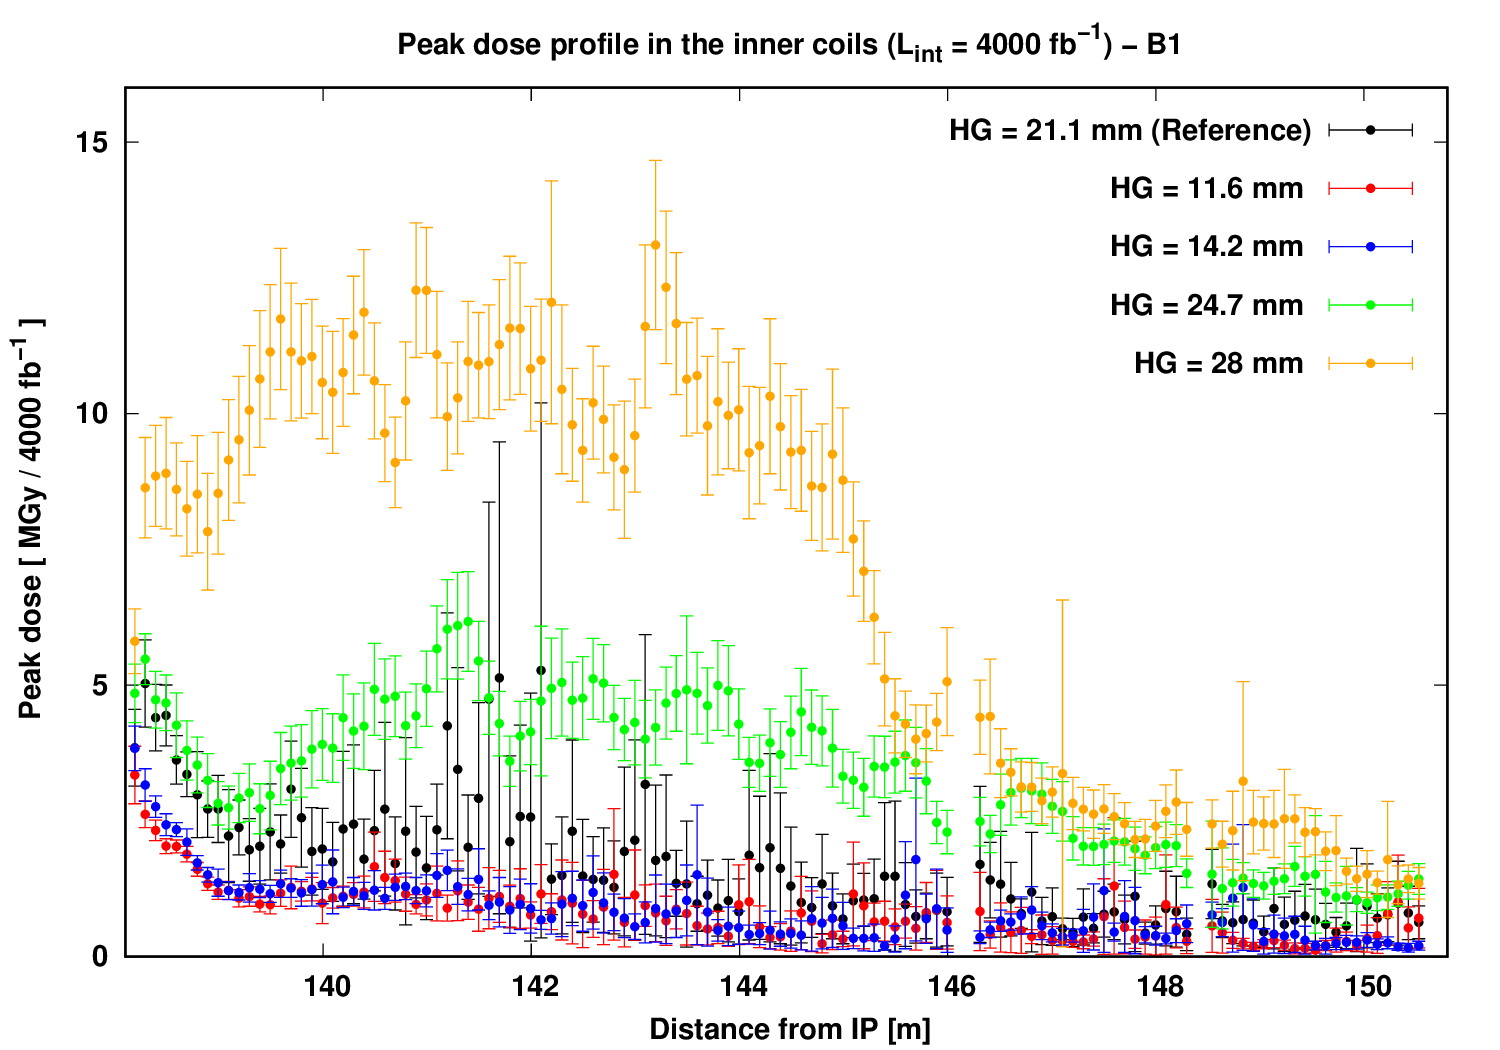 Peak dose profile in the inner coils (L_int = 4000 fb⁻¹) – B1
HG = 21.1 mm (Reference)
HG = 11.6 mm
HG = 14.2 mm
HG = 24.7 mm
HG = 28 mm
Peak dose [ MGy / 4000 fb⁻¹ ]
15
10
5
0
140 142 144 146 148 150
Distance from IP [m]